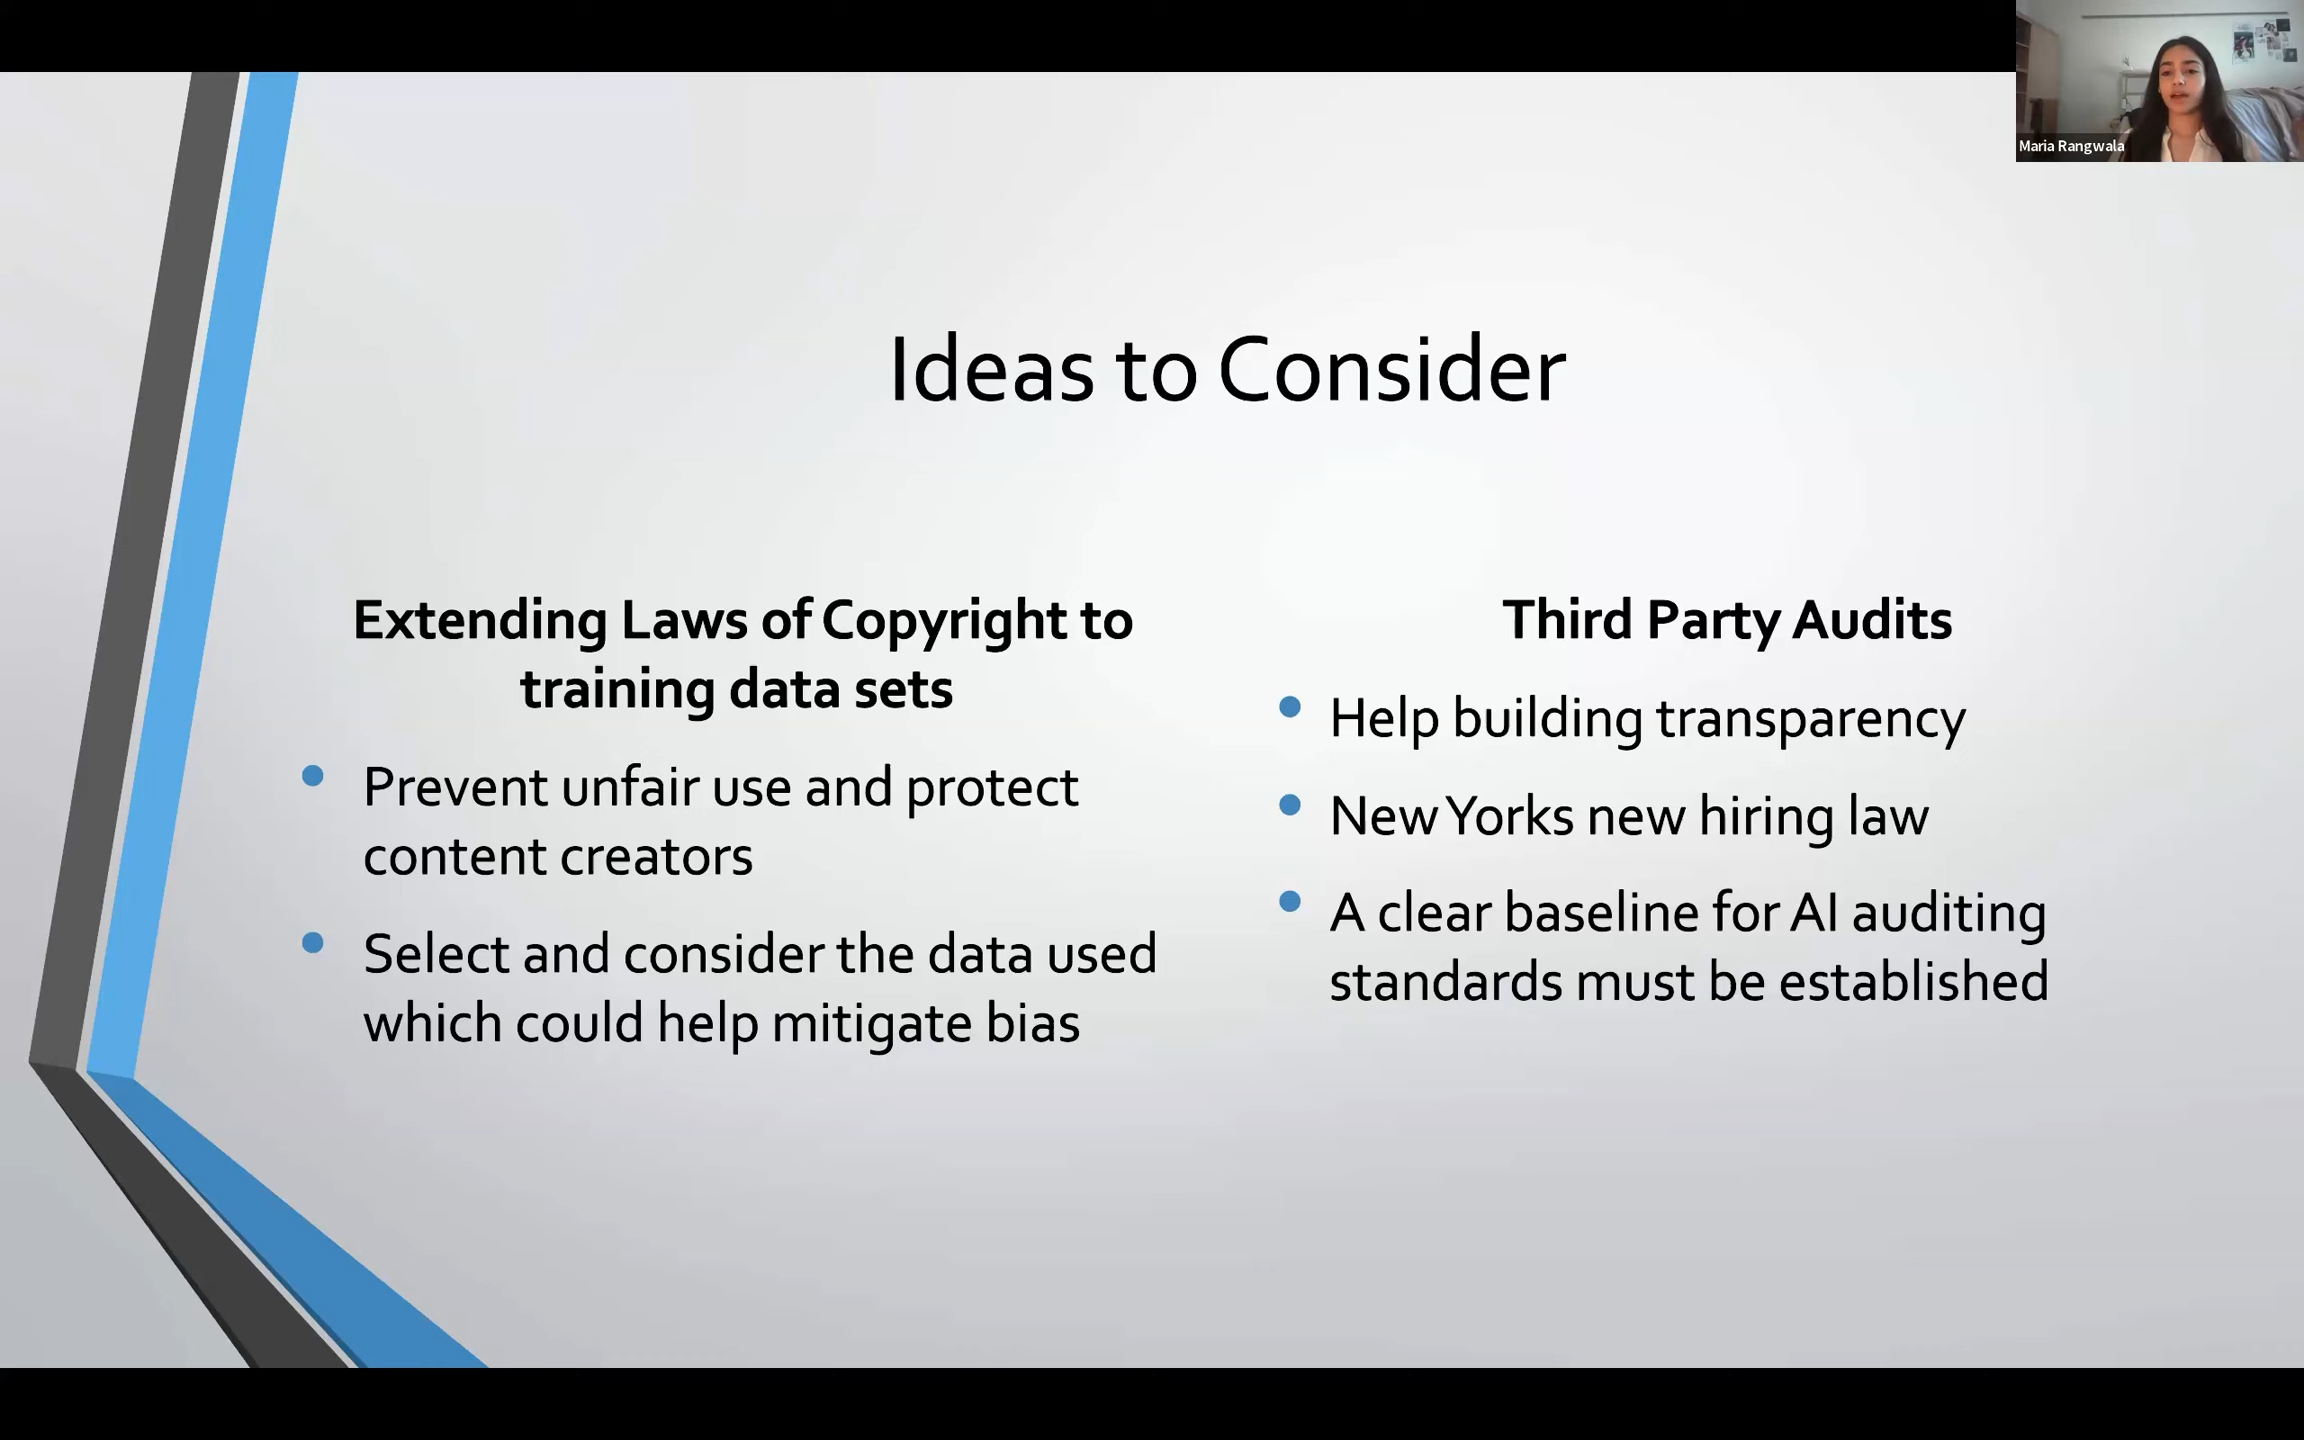 Maria Rangwala
Ideas to Consider
Extending Laws of Copyright to
training data sets
Prevent unfair use and protect
content creators
Select and consider the data used
which could help mitigate bias
Third Party Audits
Help building transparency
New Yorks new hiring law
A clear baseline for AI auditing
standards must be established